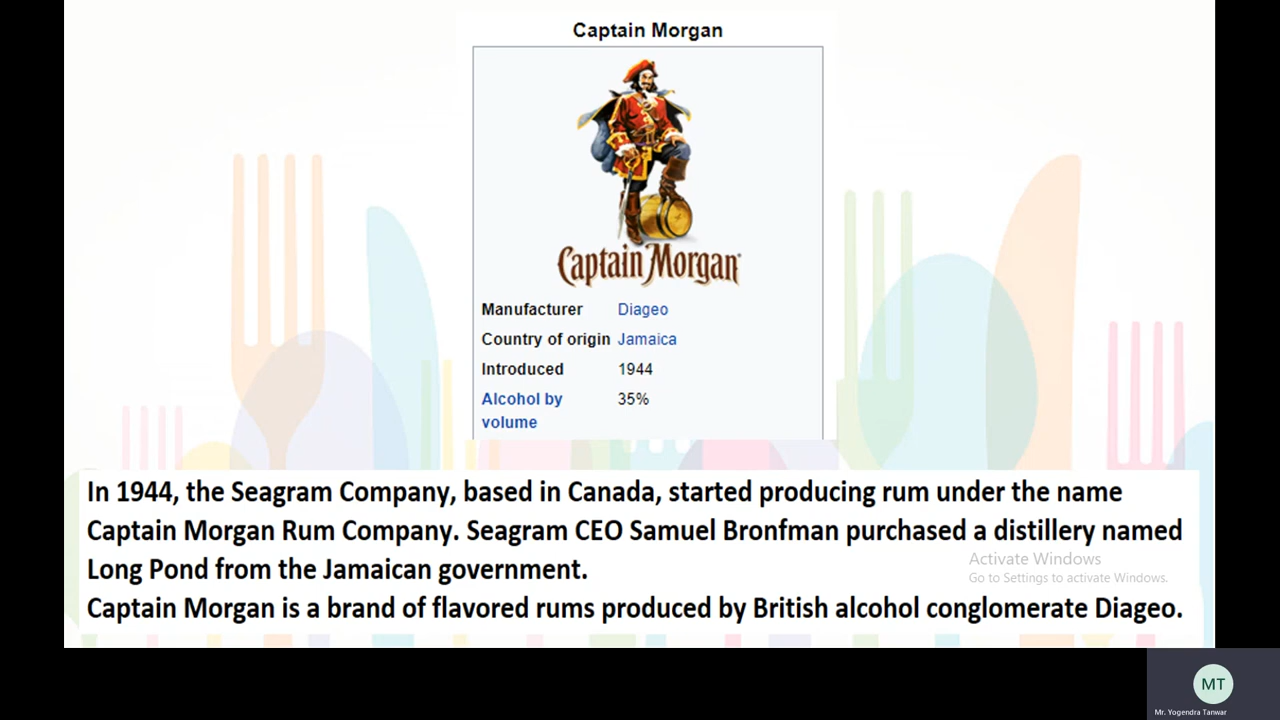 Captain Morgan
Captain Morgan
Manufacturer Diageo
Country of origin Jamaica
Introduced 1944
Alcohol by 35%
volume
In 1944, the Seagram Company, based in Canada, started producing rum under the name
Captain Morgan Rum Company. Seagram CEO Samuel Bronfman purchased a distillery named
Long Pond from the Jamaican government.
Activate Windows
Go to Settings to activate Windows.
Captain Morgan is a brand of flavored rums produced by British alcohol conglomerate Diageo.
MT
Mr. Yogendra Tanwar